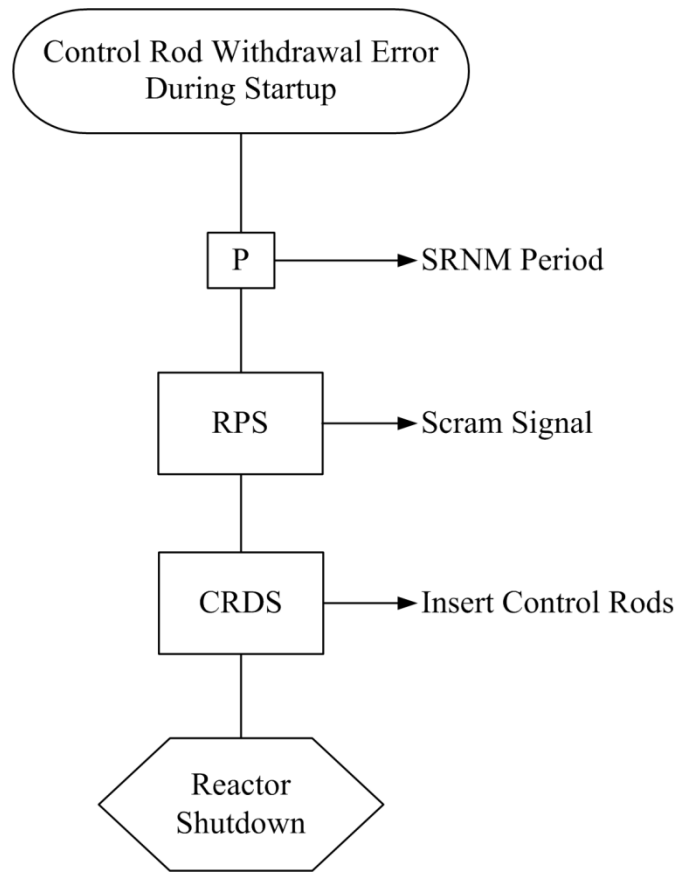 Control Rod Withdrawal Error
During Startup
P
SRNM Period
RPS
Scram Signal
CRDS
Insert Control Rods
Reactor
Shutdown